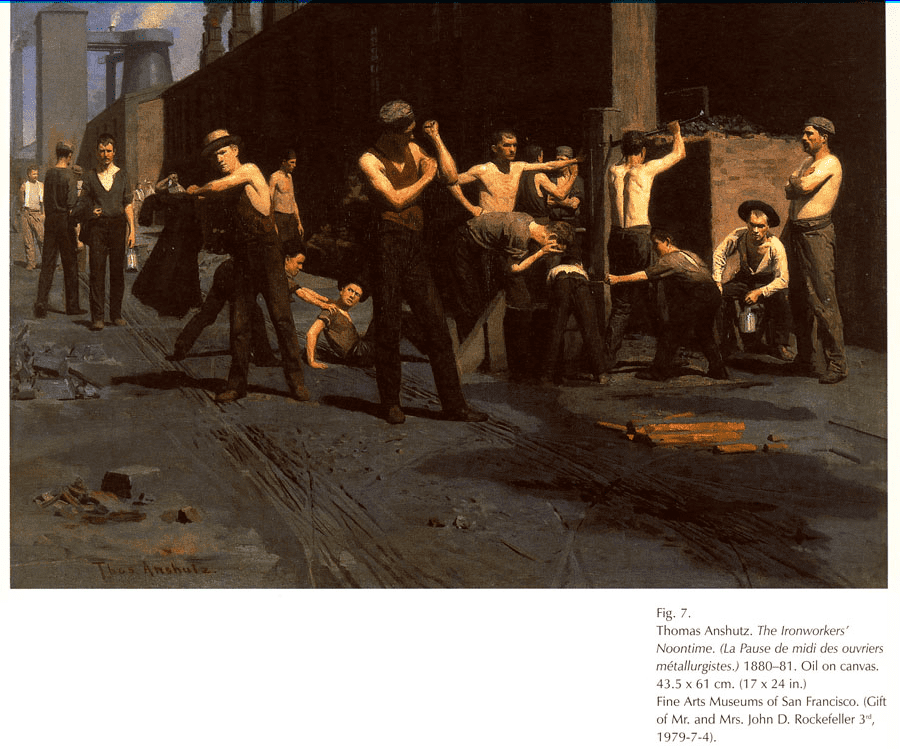 Thos. Anshutz.
Fig. 7.
Thomas Anshutz. The Ironworkers’
Noontime. (La Pause de midi des ouvriers
métallurgistes.) 1880–81. Oil on canvas.
43.5 x 61 cm. (17 x 24 in.)
Fine Arts Museums of San Francisco. (Gift
of Mr. and Mrs. John D. Rockefeller 3rd,
1979-7-4).